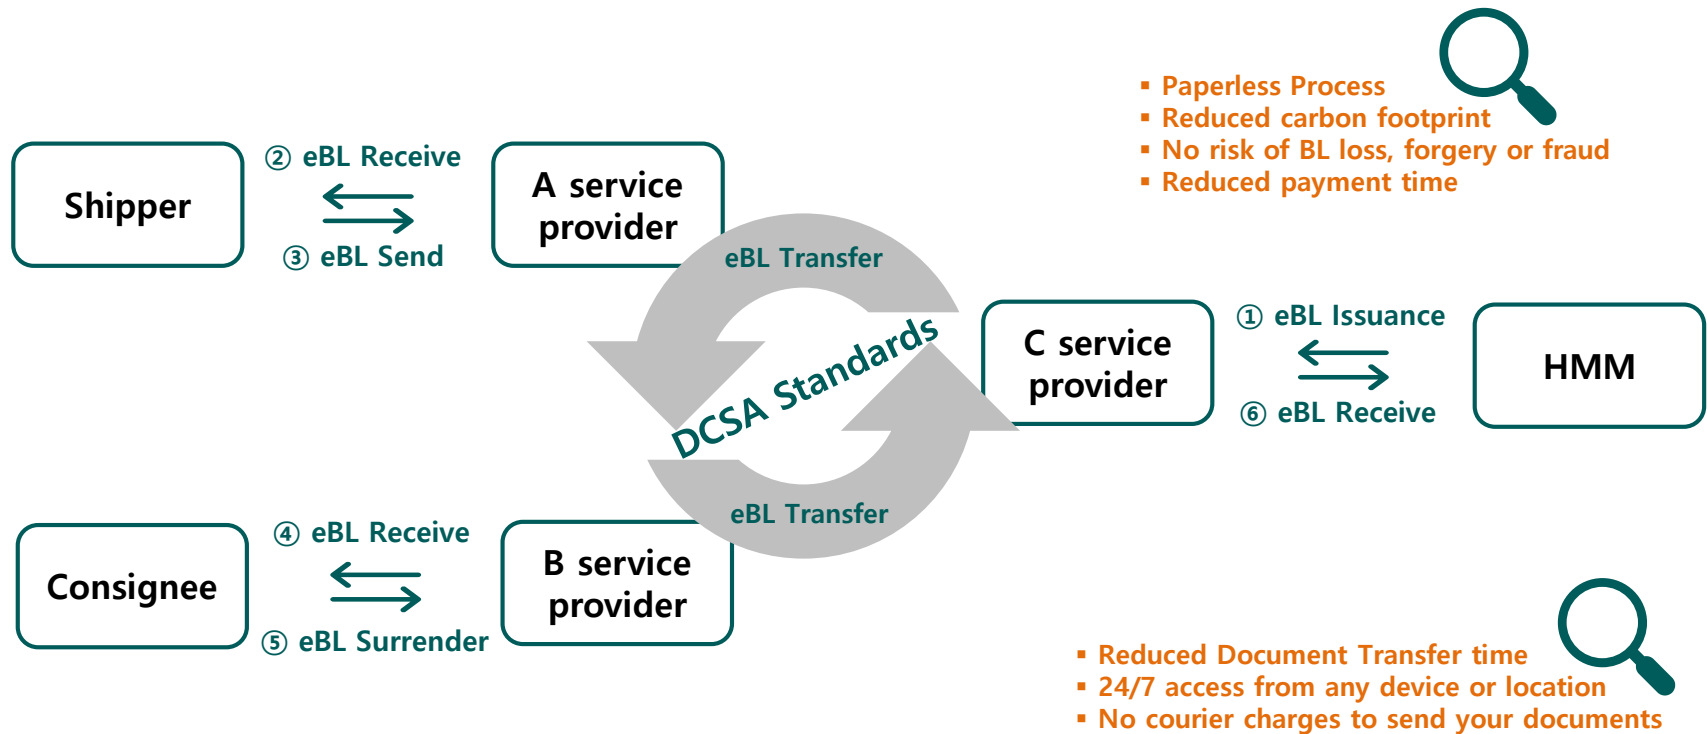 ▪ Paperless Process
▪ Reduced carbon footprint
▪ No risk of BL loss, forgery or fraud
▪ Reduced payment time
Shipper
② eBL Receive
③ eBL Send
A service
provider
eBL Transfer
DCSA Standards
C service
provider
① eBL Issuance
⑥ eBL Receive
HMM
eBL Transfer
Consignee
④ eBL Receive
⑤ eBL Surrender
B service
provider
▪ Reduced Document Transfer time
▪ 24/7 access from any device or location
▪ No courier charges to send your documents